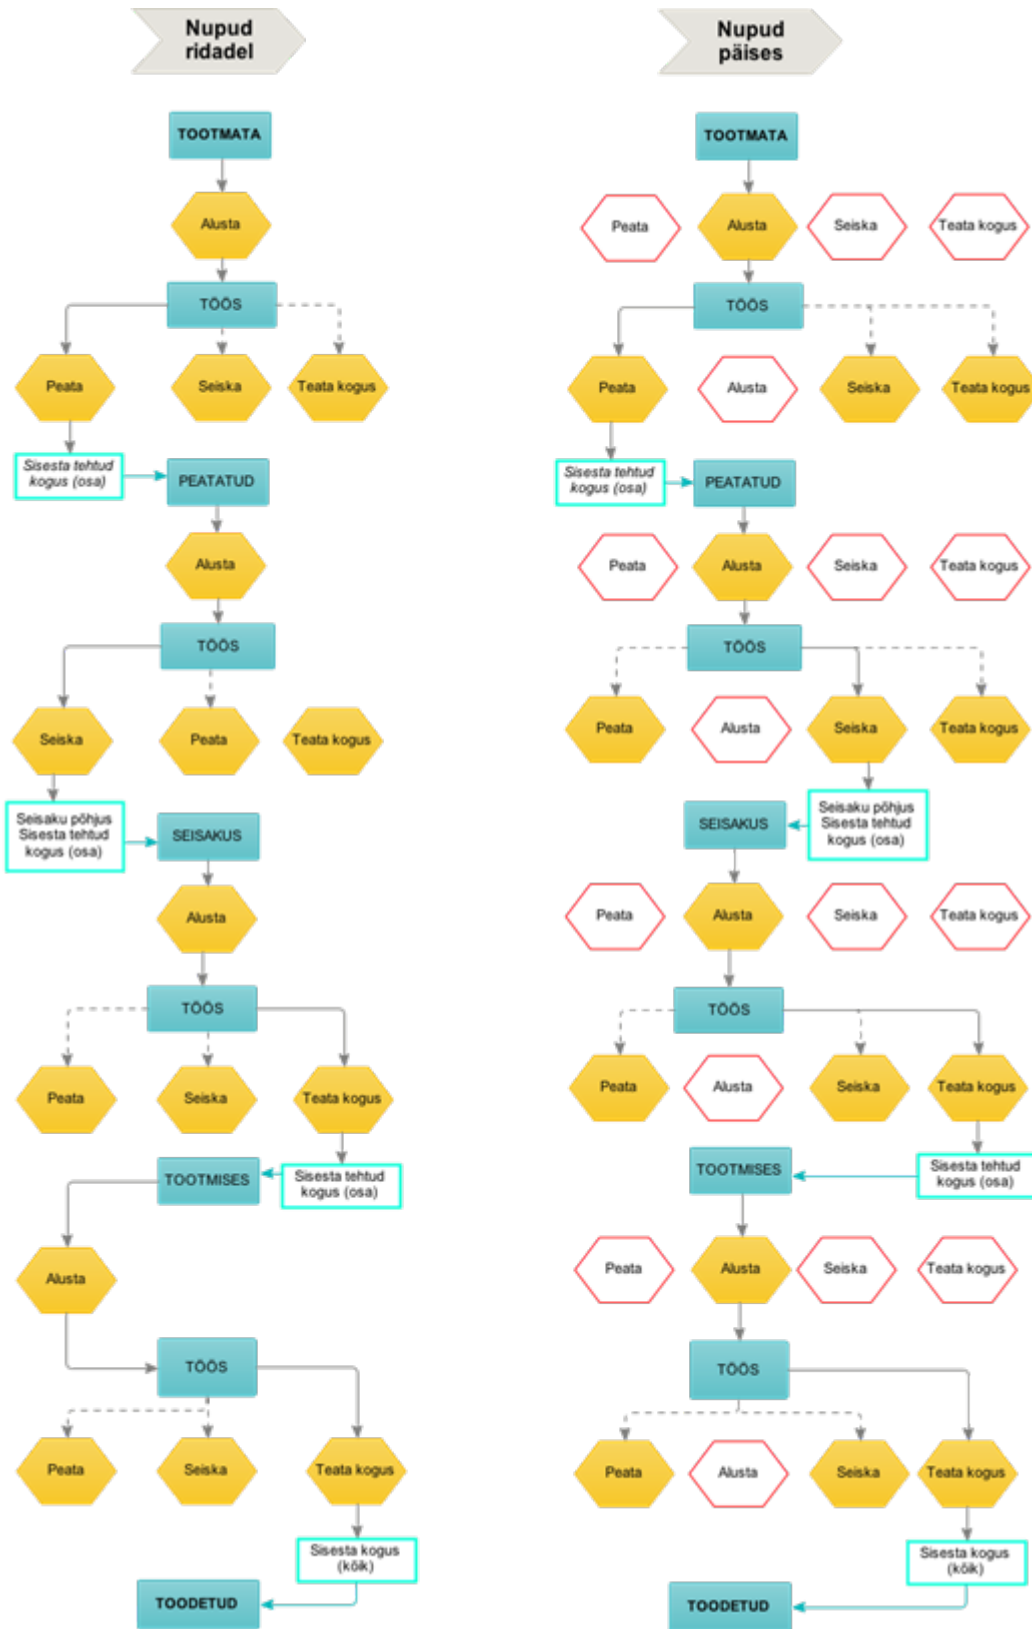 Nupud
ridadel
TOOTMATA
Alusta
TÖÖS
Peata
Seiska
Teata kogus
Sisesta tehtud
kogus (osa)
PEATATUD
Alusta
TÖÖS
Seiska
Peata
Teata kogus
Seisaku põhjus
Sisesta tehtud
kogus (osa)
SEISAKUS
Alusta
TÖÖS
Peata
Seiska
Teata kogus
TOOTMISES
Sisesta tehtud
kogus (osa)
Alusta
TÖÖS
Peata
Seiska
Teata kogus
Sisesta kogus
(kõik)
TOODETUD
Nupud
päises
TOOTMATA
Peata
Alusta
Seiska
Teata kogus
TÖÖS
Peata
Alusta
Seiska
Teata kogus
Sisesta tehtud
kogus (osa)
PEATATUD
Peata
Alusta
Seiska
Teata kogus
TÖÖS
Peata
Alusta
Seiska
Teata kogus
SEISAKUS
Seisaku põhjus
Sisesta tehtud
kogus (osa)
Peata
Alusta
Seiska
Teata kogus
TÖÖS
Peata
Alusta
Seiska
Teata kogus
TOOTMISES
Sisesta tehtud
kogus (osa)
Peata
Alusta
Seiska
Teata kogus
TÖÖS
Peata
Alusta
Seiska
Teata kogus
Sisesta kogus
(kõik)
TOODETUD